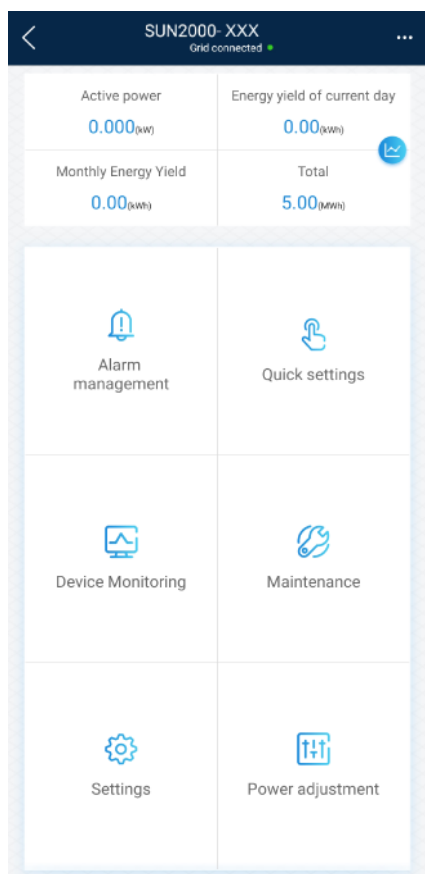 SUN2000- XXX
Grid connected
Active power
Energy yield of current day
0.000(kW)
0.00(kWh)
Monthly Energy Yield
Total
0.00(kWh)
5.00(MWh)
Alarm
management
Quick settings
Device Monitoring
Maintenance
Settings
Power adjustment